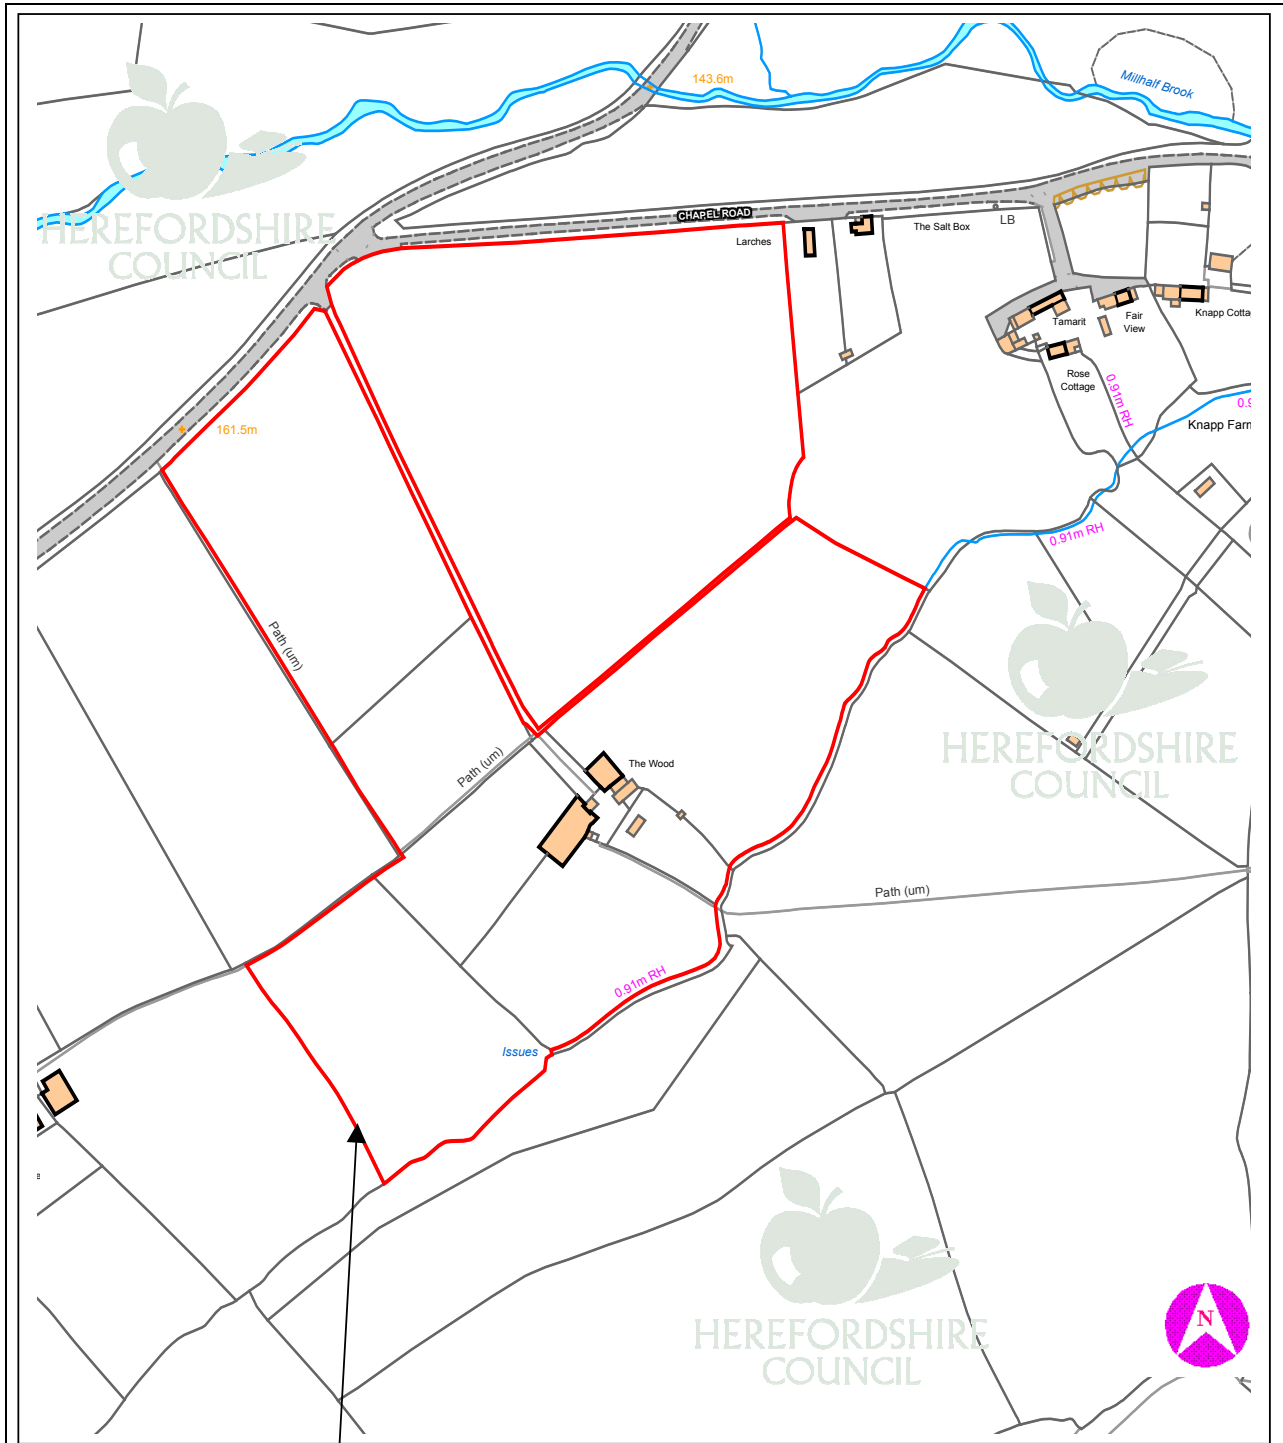 143.6m
Millhalf Brook
HEREFORDSHIRE
COUNCIL
CHAPEL ROAD
Larches
The Salt Box
LB
Tamarit
Fair
View
Knapp Cotta
Rose
Cottage
0.91m RH
0.9
Knapp Farm
161.5m
0.91m RH
Path (um)
HEREFORDSHIRE
COUNCIL
Path (um)
The Wood
Path (um)
0.91m RH
Issues
HEREFORDSHIRE
COUNCIL
N